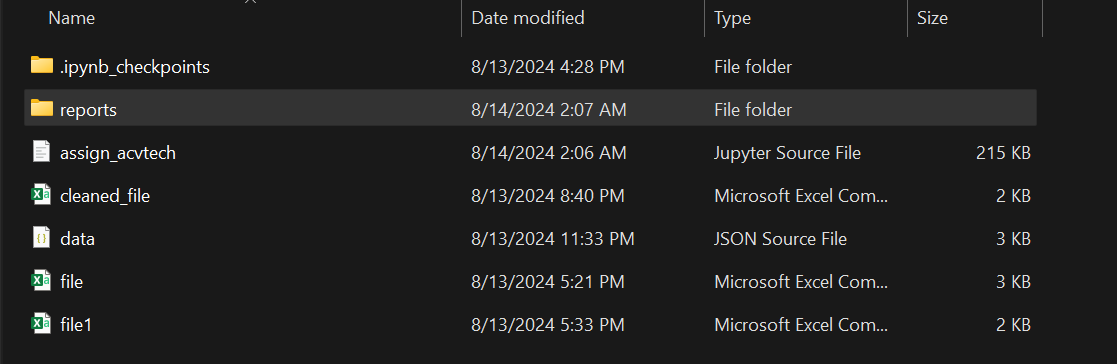 Name Date modified Type Size
.ipynb_checkpoints 8/13/2024 4:28 PM File folder
reports 8/14/2024 2:07 AM File folder
assign_acvtech 8/14/2024 2:06 AM Jupyter Source File 215 KB
cleaned_file 8/13/2024 8:40 PM Microsoft Excel Com... 2 KB
data 8/13/2024 11:33 PM JSON Source File 3 KB
file 8/13/2024 5:21 PM Microsoft Excel Com... 3 KB
file1 8/13/2024 5:33 PM Microsoft Excel Com... 2 KB